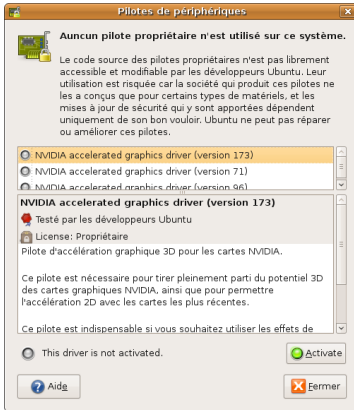 Pilotes de périphériques
Aucun pilote propriétaire n'est utilisé sur ce système.
Le code source des pilotes propriétaires n'est pas librement
accessible et modifiable par les développeurs Ubuntu. Leur
utilisation est risquée car la société qui produit ces pilotes ne
les a conçus que pour certains types de matériels, et les
mises à jour de sécurité qui y sont apportées dépendent
uniquement de son bon vouloir. Ubuntu ne peut pas réparer
ou améliorer ces pilotes.
NVIDIA accelerated graphics driver (version 173)
NVIDIA accelerated graphics driver (version 71)
NVIDIA accelerated graphics driver (version 96)
NVIDIA accelerated graphics driver (version 173)
Testé par les développeurs Ubuntu
License: Propriétaire
Pilote d'accélération graphique 3D pour les cartes NVIDIA.
Ce pilote est nécessaire pour tirer pleinement parti du potentiel 3D
des cartes graphiques NVIDIA, ainsi que pour permettre
l'accélération 2D avec les cartes les plus récentes.
Ce pilote est indispensable si vous souhaitez utiliser les effets de
This driver is not activated.
Activate
Aide
Fermer